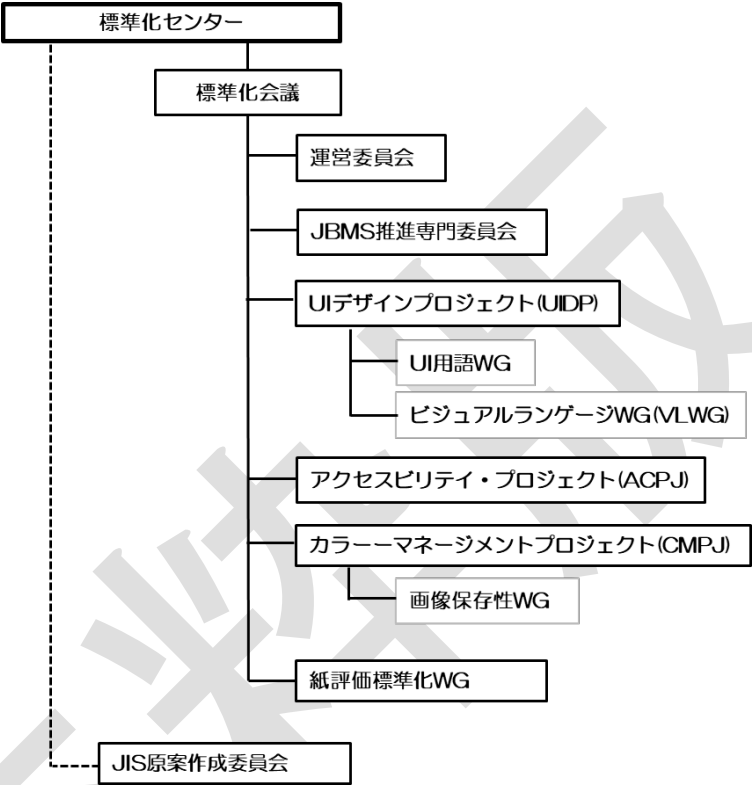 標準化センター
標準化会議
運営委員会
JBMS推進専門委員会
UIデザインプロジェクト(UIDP)
UI用語WG
ビジュアルランゲージWG(VLWG)
アクセスビリテイ・プロジェクト(ACPJ)
カラーーマネージメントプロジェクト(CMPJ)
画像保存性WG
紙評価標準化WG
JIS原案作成委員会